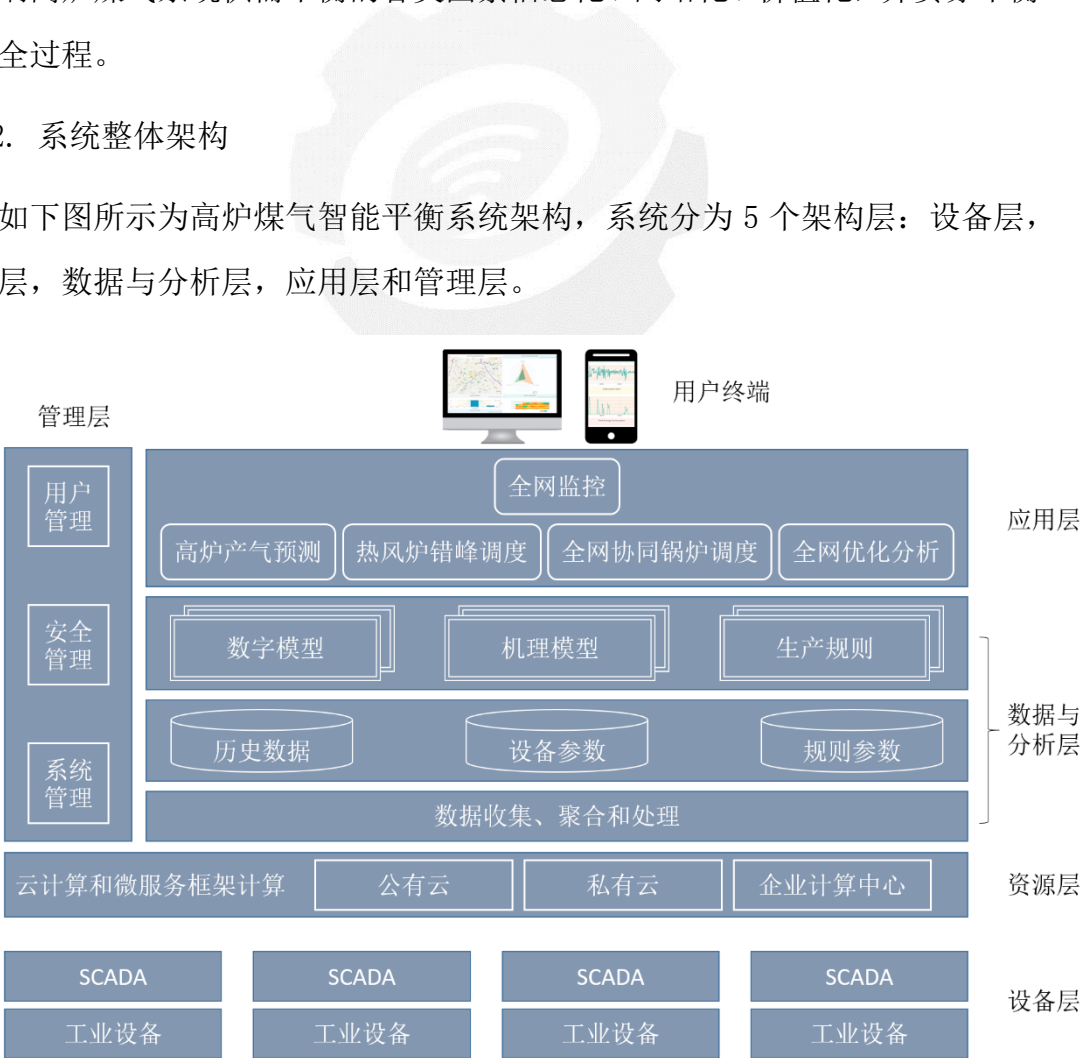 全过程。
2. 系统整体架构
如下图所示为高炉煤气智能平衡系统架构，系统分为 5 个架构层：设备层，
层，数据与分析层，应用层和管理层。
用户终端
管理层
用户
管理
安全
管理
系统
管理
全网监控
高炉产气预测
热风炉错峰调度
全网协同锅炉调度
全网优化分析
应用层
数字模型
机理模型
生产规则
历史数据
设备参数
规则参数
数据收集、聚合和处理
数据与
分析层
云计算和微服务框架计算
公有云
私有云
企业计算中心
资源层
SCADA
SCADA
SCADA
SCADA
工业设备
工业设备
工业设备
工业设备
设备层